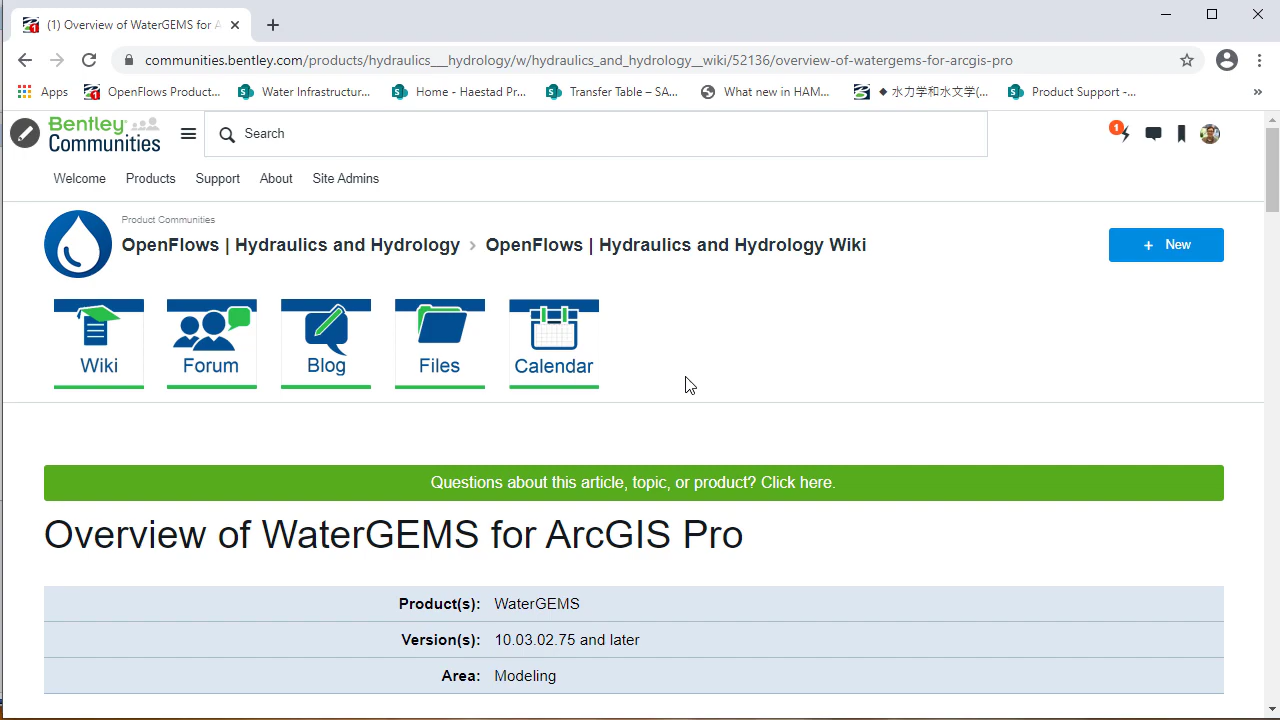 (1) Overview of WaterGEMS for A
communities.bentley.com/products/hydraulics___hydrology/w/hydraulics_and_hydrology__wiki/52136/overview-of-watergems-for-arcgis-pro
Apps OpenFlows Product... Water Infrastructur... Home - Haestad Pr... Transfer Table – SA... What new in HAM... ◆ 水力学和水文学(... Product Support -... »
Bentley Communities
Search
1
Welcome Products Support About Site Admins
Product Communities
OpenFlows | Hydraulics and Hydrology > OpenFlows | Hydraulics and Hydrology Wiki
+ New
Wiki Forum Blog Files Calendar
Questions about this article, topic, or product? Click here.
Overview of WaterGEMS for ArcGIS Pro
Product(s): WaterGEMS
Version(s): 10.03.02.75 and later
Area: Modeling